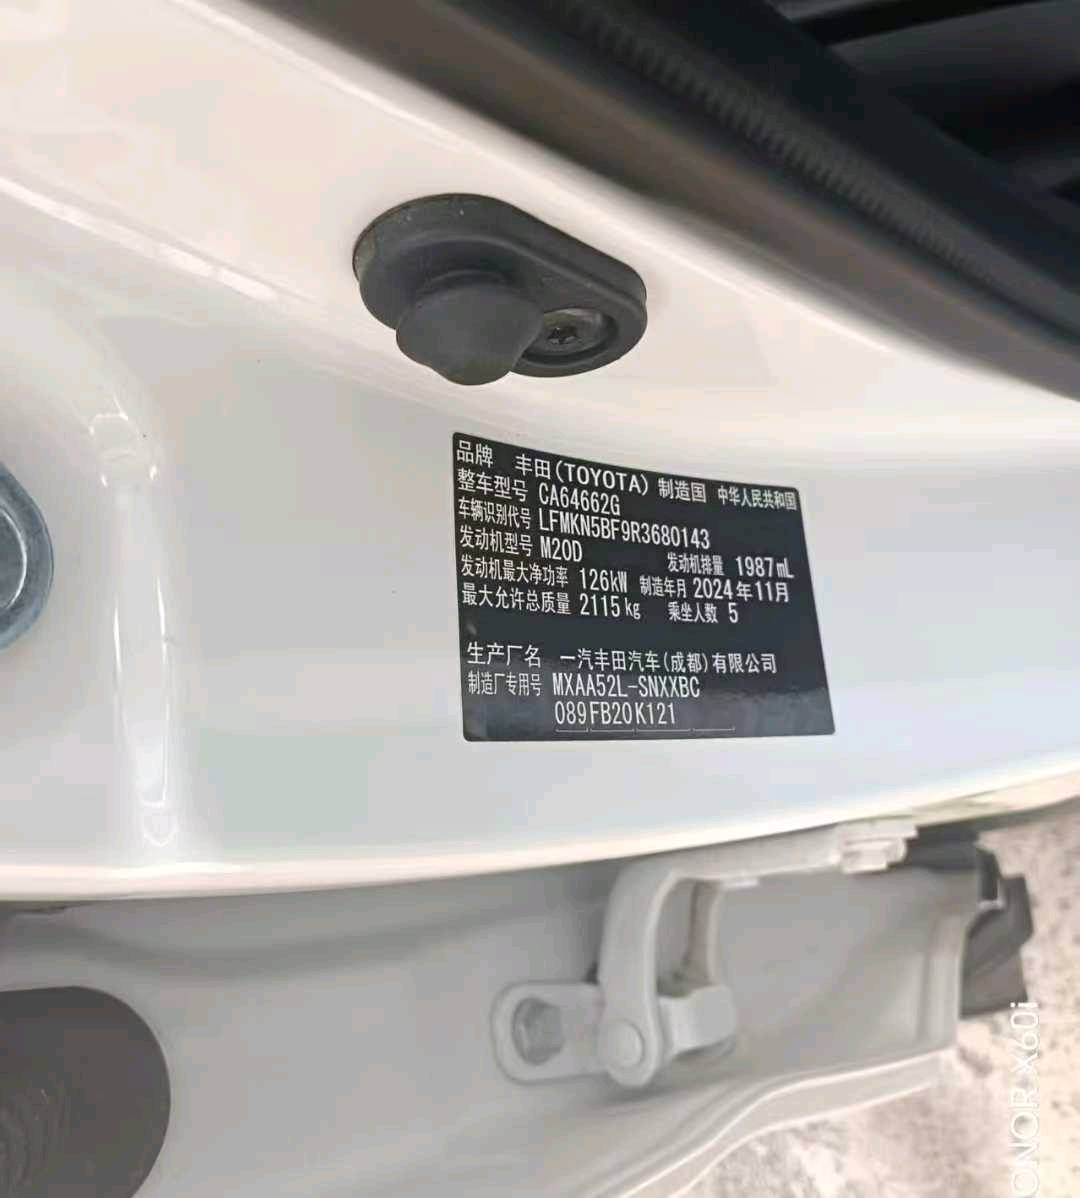 品牌 丰田(TOYOTA) 制造国 中华人民共和国
整车型号 CA64662G
车辆识别代号 LFMKN5BF9R3680143
发动机型号 M20D 发动机排量 1987mL
发动机最大净功率 126kW 制造年月 2024年11月
最大允许总质量 2115kg 乘坐人数 5
生产厂名 一汽丰田汽车(成都)有限公司
制造厂专用号 MXAA52L-SNXXBC
089FB20K121
HONOR X60i